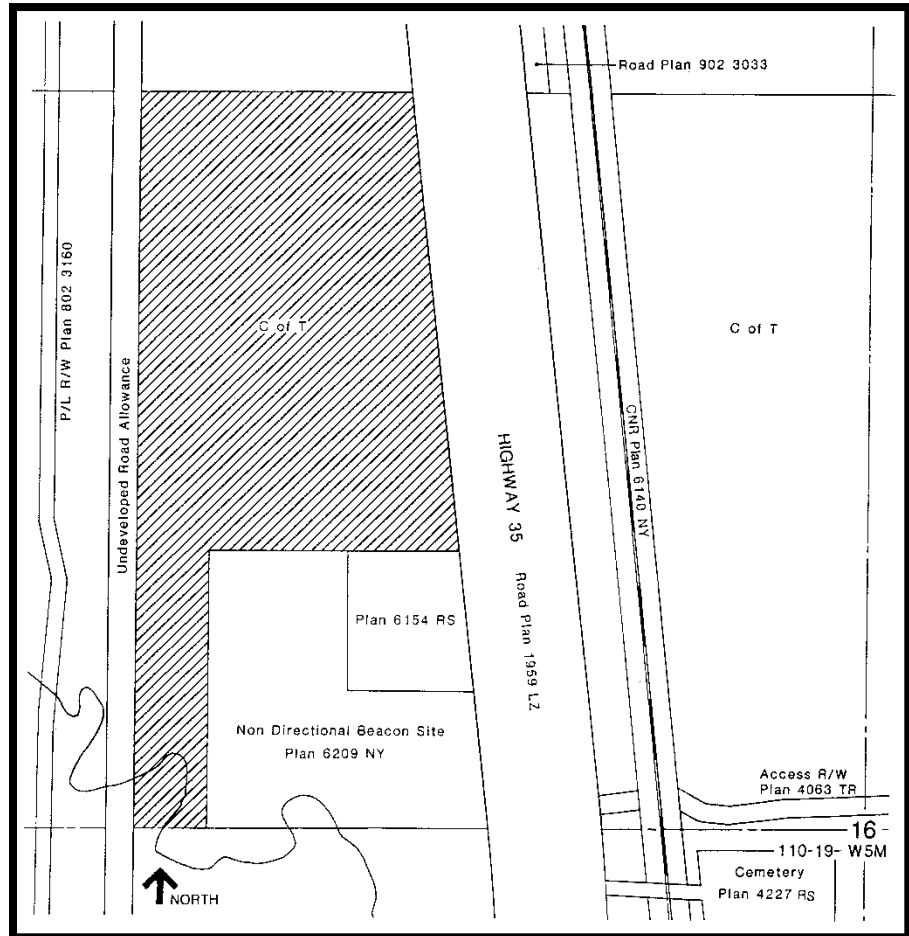 Road Plan 902 3033
P/L R/W Plan 802 3160
Undeveloped Road Allowance
C of T
C of T
HIGHWAY 35 Road Plan 1959 LZ
CNR Plan 6140 NY
Plan 6154 RS
Non Directional Beacon Site
Plan 6209 NY
Access R/W
Plan 4063 TR
16
110-19- W5M
Cemetery
Plan 4227 RS
NORTH